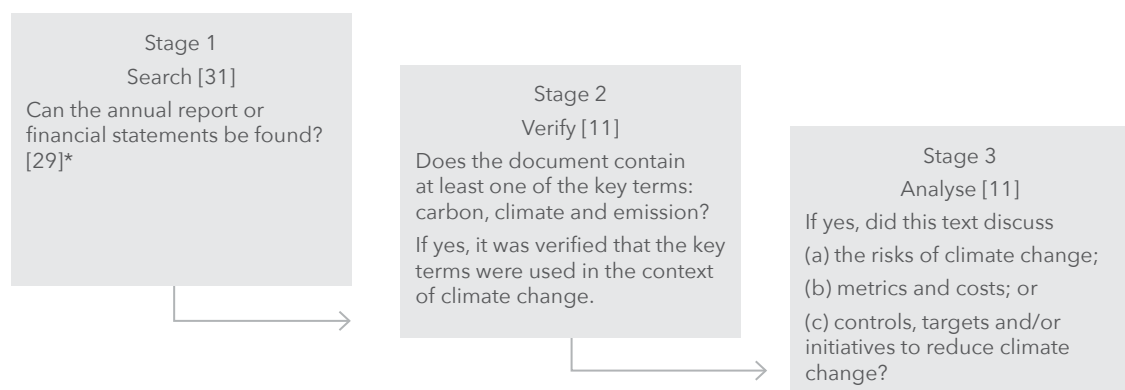 Stage 1
Search [31]
Can the annual report or
financial statements be found?
[29]*
Stage 2
Verify [11]
Does the document contain
at least one of the key terms:
carbon, climate and emission?
If yes, it was verified that the key
terms were used in the context
of climate change.
Stage 3
Analyse [11]
If yes, did this text discuss
(a) the risks of climate change;
(b) metrics and costs; or
(c) controls, targets and/or
initiatives to reduce climate
change?